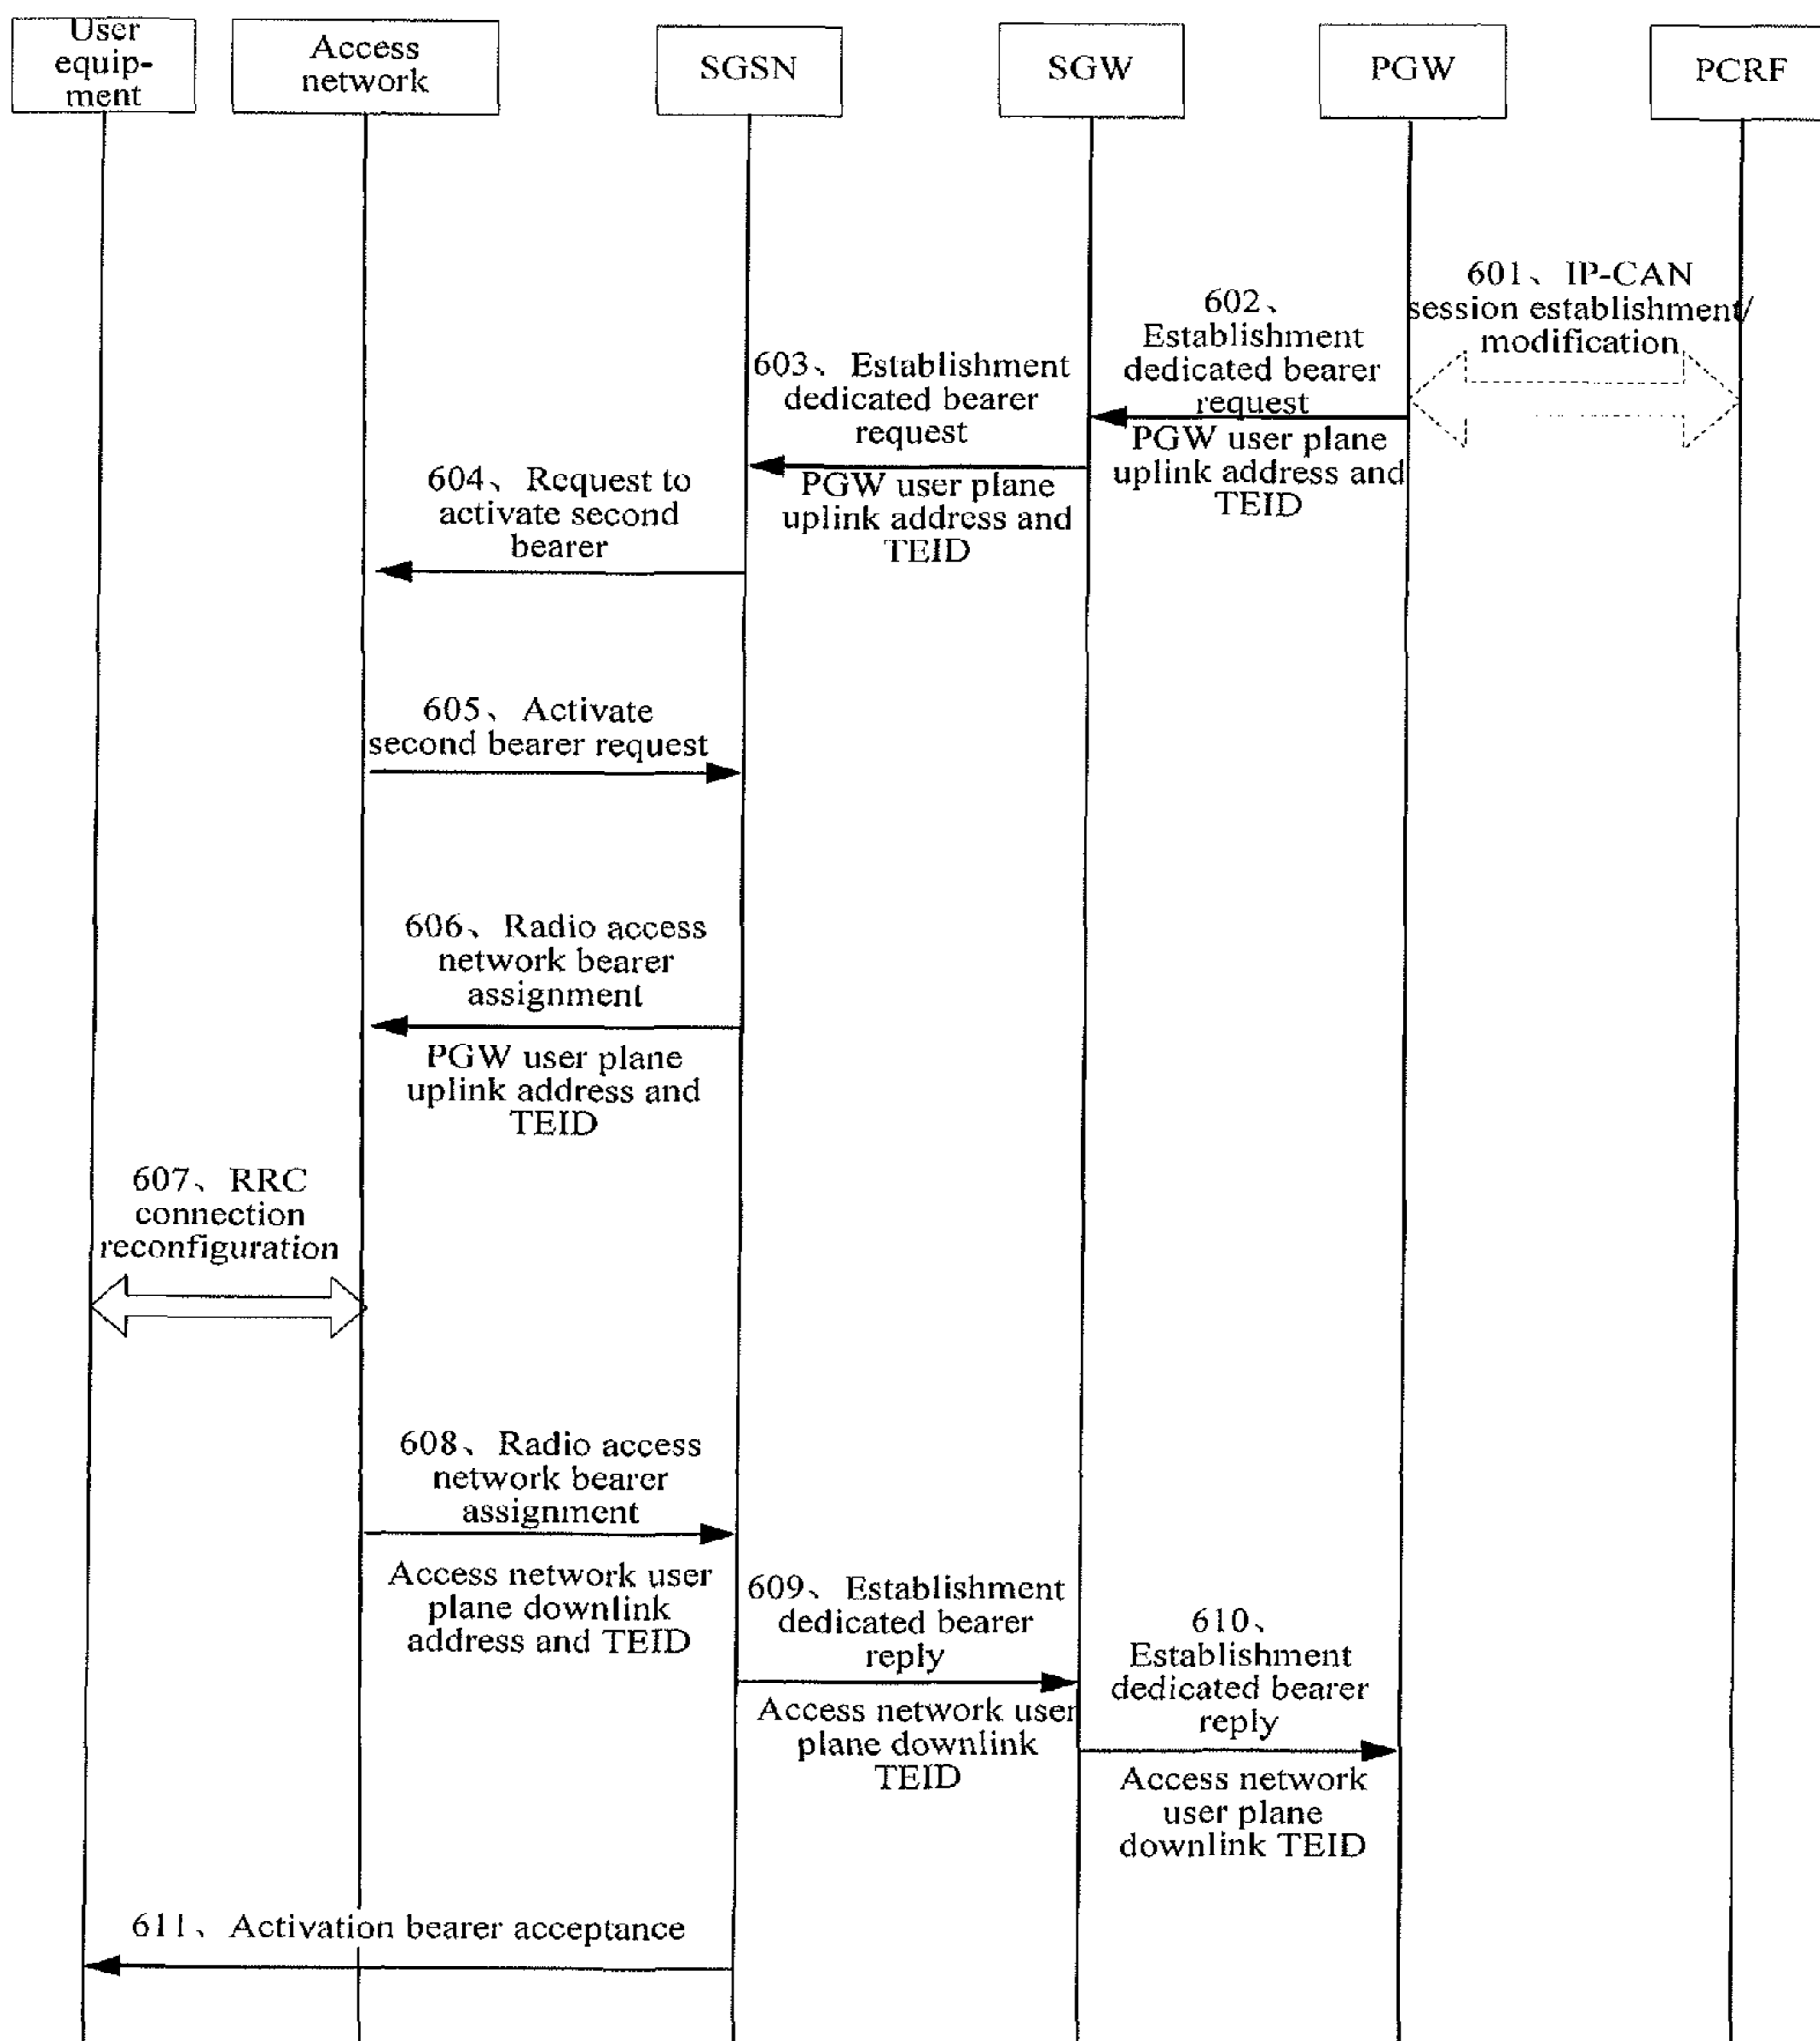 User
equip-
ment
Access
network
SGSN
SGW
PGW
PCRF
601、IP-CAN
session establishment/
modification
602、
Establishment
dedicated bearer
request
PGW user plane
uplink address and
TEID
603、Establishment
dedicated bearer
request
PGW user plane
uplink address and
TEID
604、Request to
activate second
bearer
605、Activate
second bearer request
606、Radio access
network bearer
assignment
PGW user plane
uplink address and
TEID
607、RRC
connection
reconfiguration
608、Radio access
network bearer
assignment
Access network user
plane downlink
address and TEID
609、Establishment
dedicated bearer
reply
Access network user
plane downlink
TEID
610、
Establishment
dedicated bearer
reply
Access network
user plane
downlink TEID
611、Activation bearer acceptance